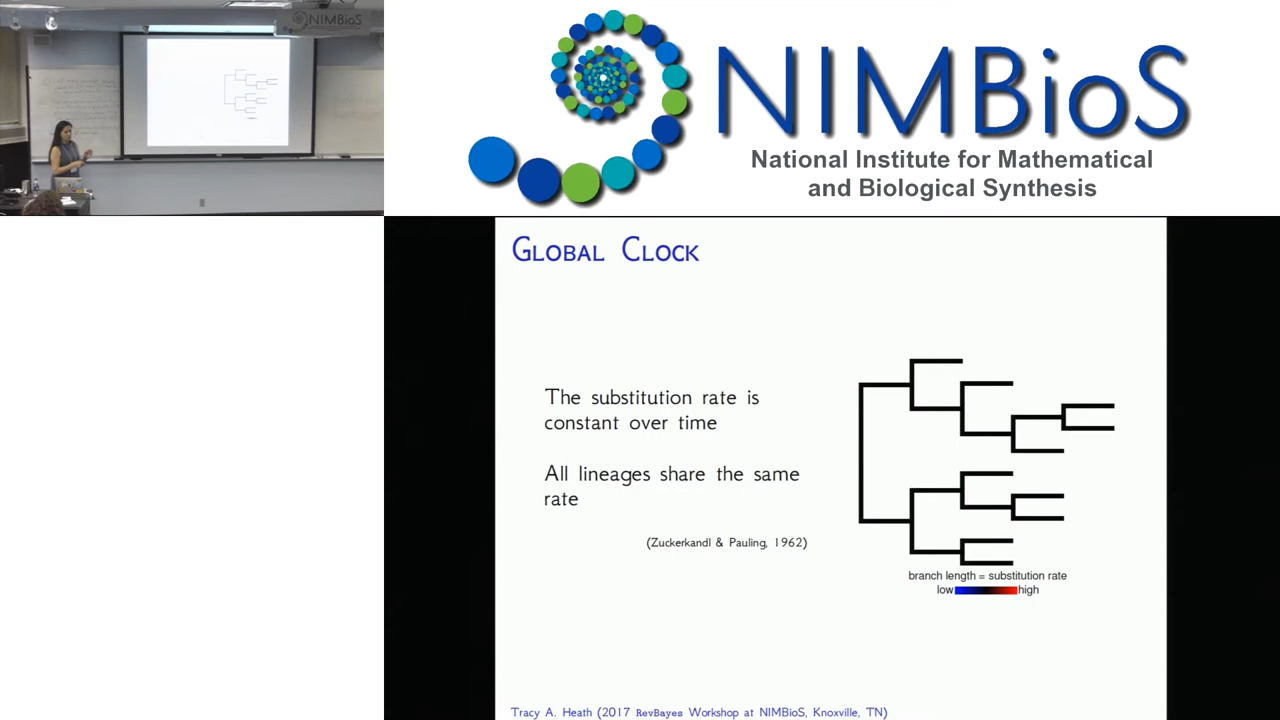 NIMBioS
NIMBioS
National Institute for Mathematical
and Biological Synthesis
Global Clock
The substitution rate is
constant over time
All lineages share the same
rate
(Zuckerkandl & Pauling, 1962)
branch length = substitution rate
low high
Tracy A. Heath (2017 RevBayes Workshop at NIMBioS, Knoxville, TN)